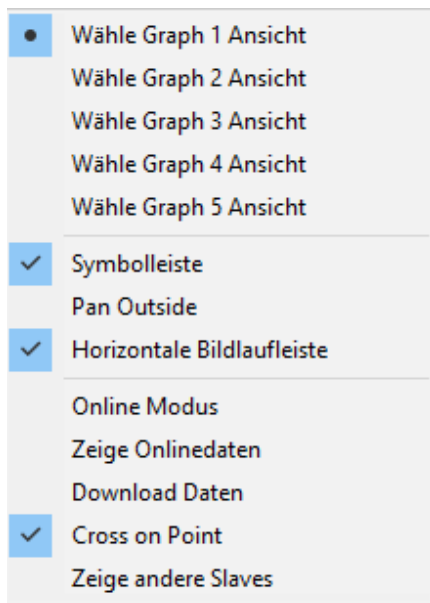 Wähle Graph 1 Ansicht
Wähle Graph 2 Ansicht
Wähle Graph 3 Ansicht
Wähle Graph 4 Ansicht
Wähle Graph 5 Ansicht
Symbolleiste
Pan Outside
Horizontale Bildlaufleiste
Online Modus
Zeige Onlinedaten
Download Daten
Cross on Point
Zeige andere Slaves